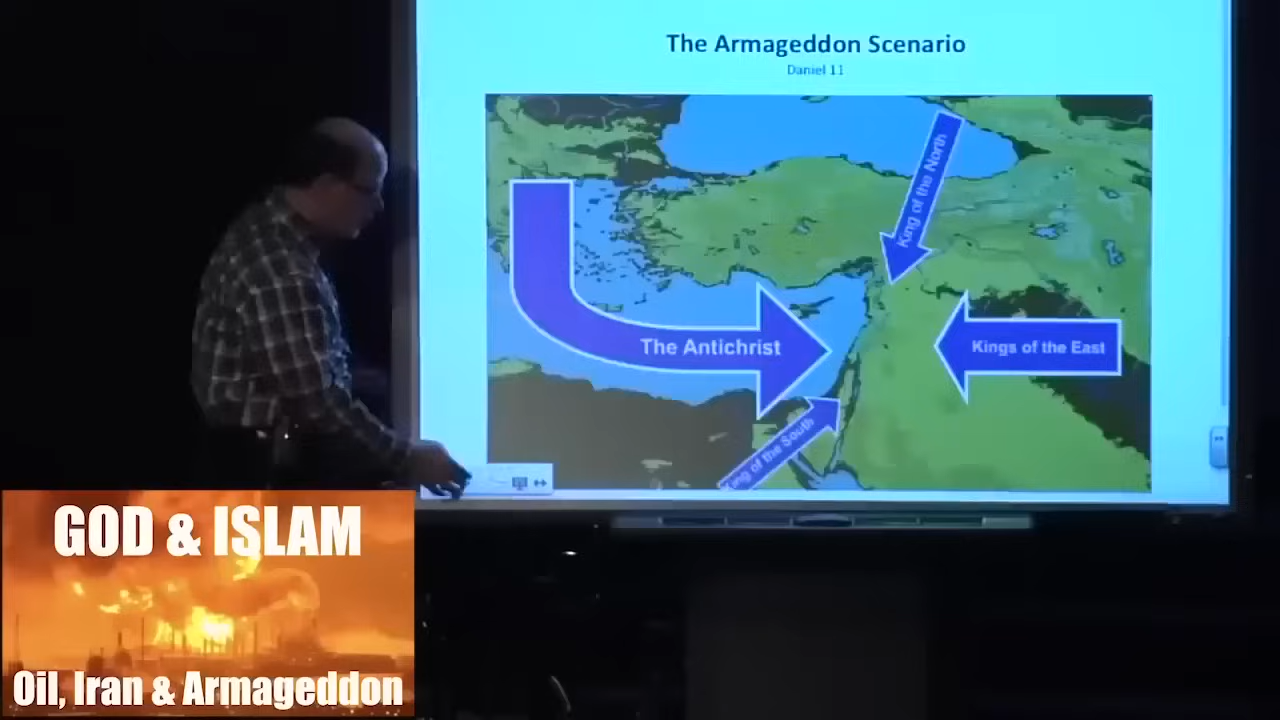 The Armageddon Scenario
Daniel 11
King of the North
The Antichrist
Kings of the East
King of the South
GOD & ISLAM
Oil, Iran & Armageddon